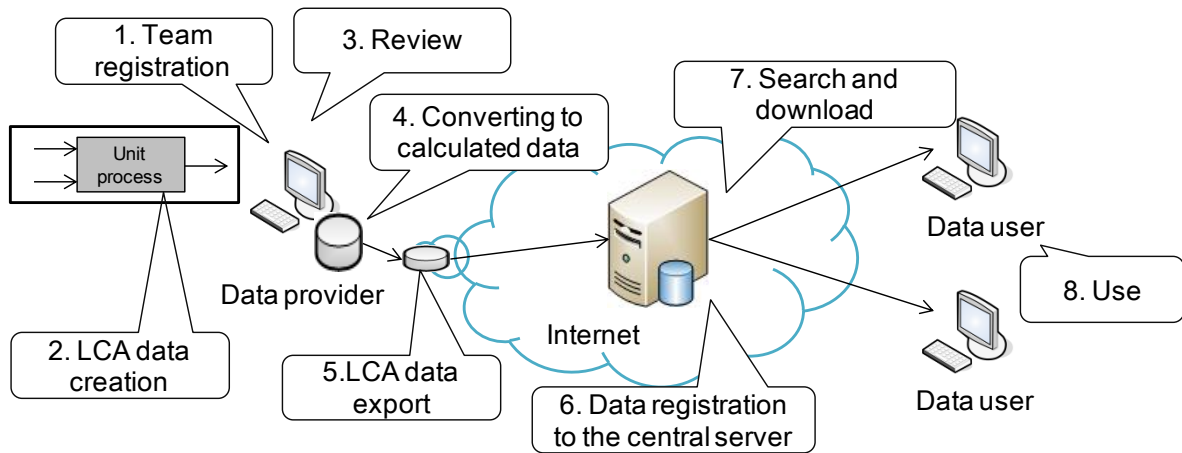 1. Team
registration
3. Review
7. Search and
download
4. Converting to
calculated data
Unit
process
Data user
Data provider
8. Use
Internet
2. LCA data
creation
5.LCA data
export
6. Data registration
to the central server
Data user